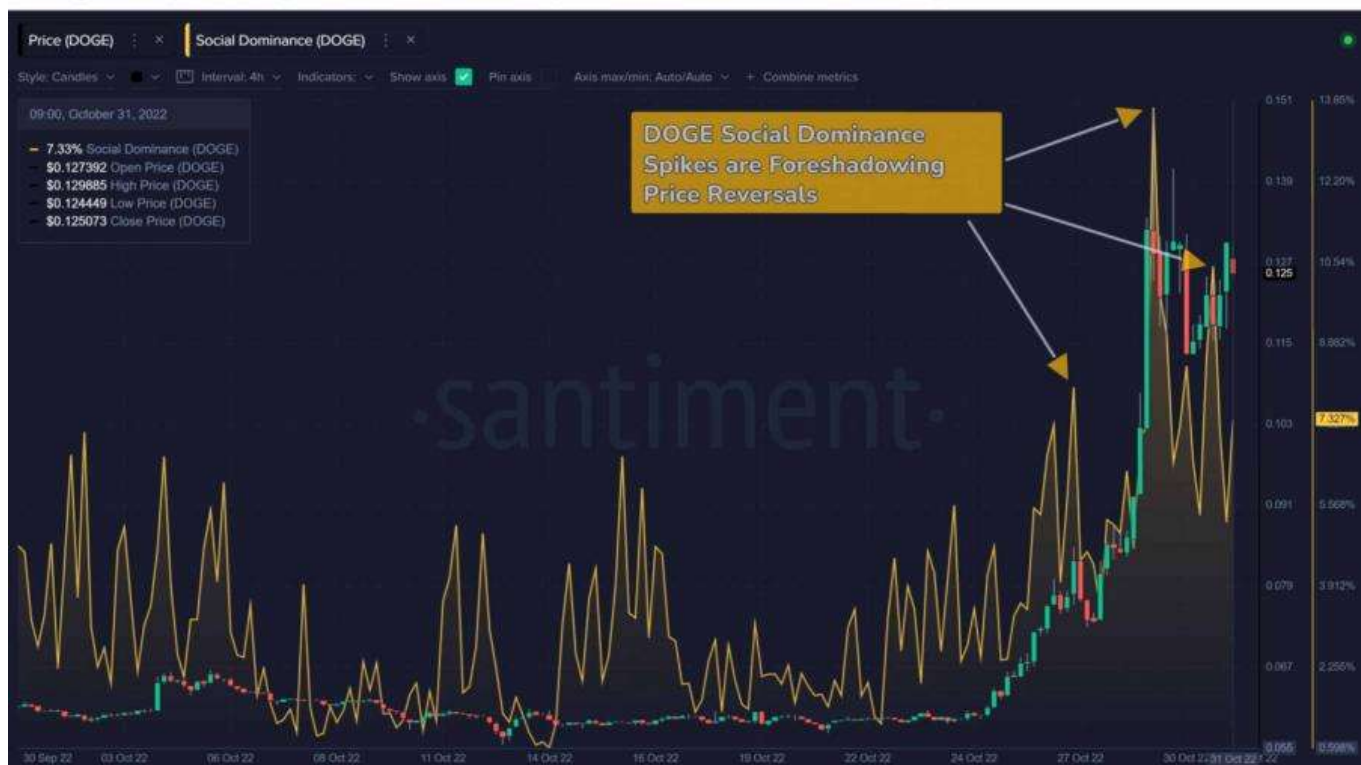 Price (DOGE)
Social Dominance (DOGE)
Style: Candles
Interval: 4h
Indicators:
Show axis
Pin axis
Axis max/min: Auto/Auto
+ Combine metrics
09:00, October 31, 2022
7.33% Social Dominance (DOGE)
$0.127392 Open Price (DOGE)
$0.129885 High Price (DOGE)
$0.124449 Low Price (DOGE)
$0.125073 Close Price (DOGE)
DOGE Social Dominance
Spikes are Foreshadowing
Price Reversals
·santiment·
0.151
0.139
0.127
0.125
0.115
0.103
0.091
0.079
0.067
0.055
13.85%
12.20%
10.54%
8.882%
7.327%
5.568%
3.912%
2.255%
0.598%
30 Sep 22
03 Oct 22
06 Oct 22
08 Oct 22
11 Oct 22
14 Oct 22
16 Oct 22
19 Oct 22
22 Oct 22
24 Oct 22
27 Oct 22
30 Oct 22
31 Oct 22